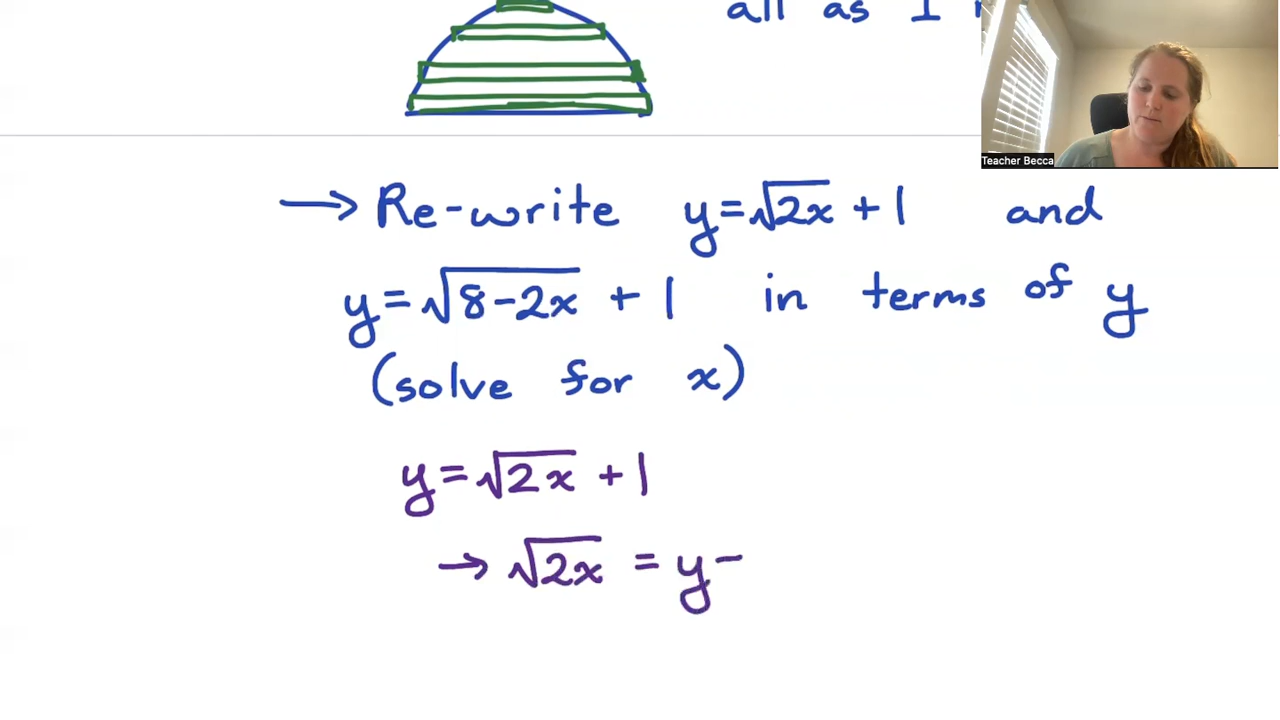 all as I
Teacher Becca
→ Re-write y=√2x + 1 and
y=√8-2x + 1 in terms of y
(solve for x)
y=√2x +1
→ √2x = y-